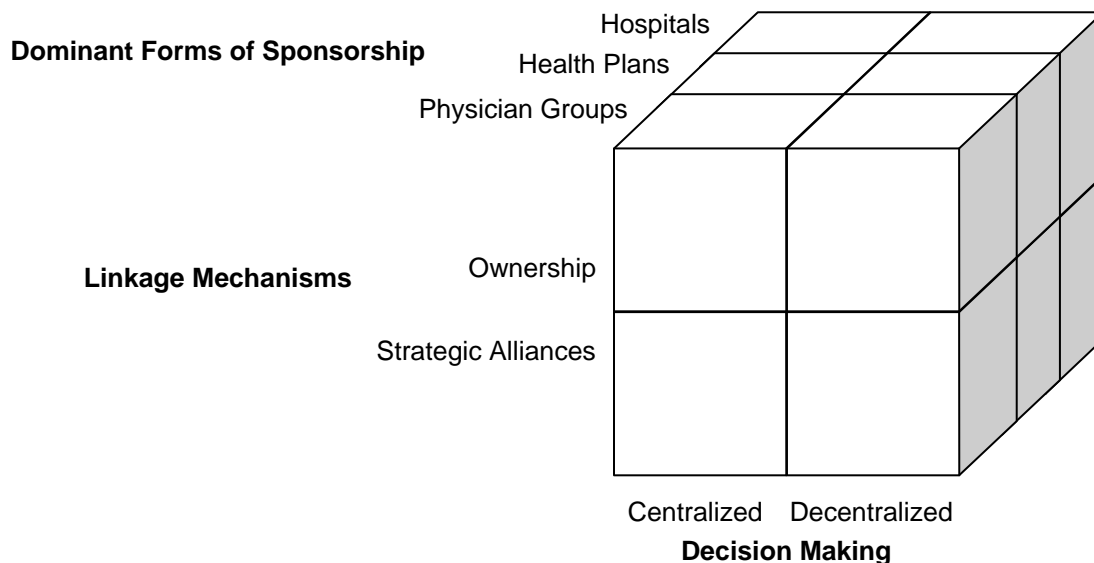 Hospitals
Dominant Forms of Sponsorship
Health Plans
Physician Groups
Ownership
Linkage Mechanisms
Strategic Alliances
Centralized Decentralized
Decision Making